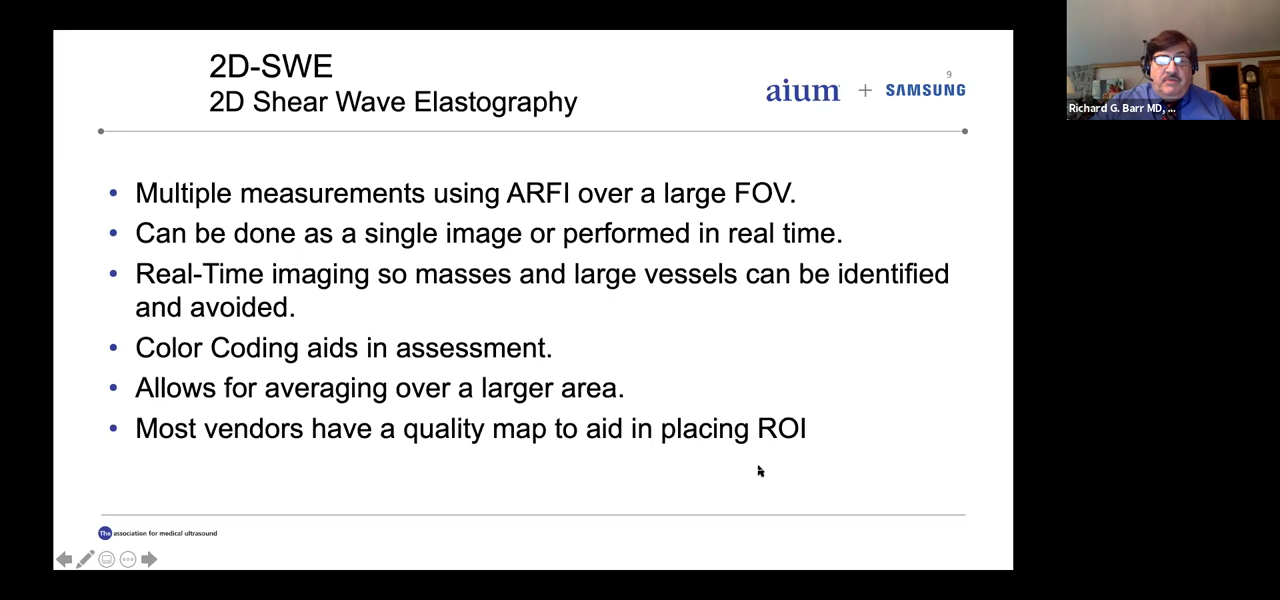 2D-SWE
2D Shear Wave Elastography
9
aium + SAMSUNG
Richard G. Barr MD, ...
• Multiple measurements using ARFI over a large FOV.
• Can be done as a single image or performed in real time.
• Real-Time imaging so masses and large vessels can be identified
and avoided.
• Color Coding aids in assessment.
• Allows for averaging over a larger area.
• Most vendors have a quality map to aid in placing ROI
The association for medical ultrasound